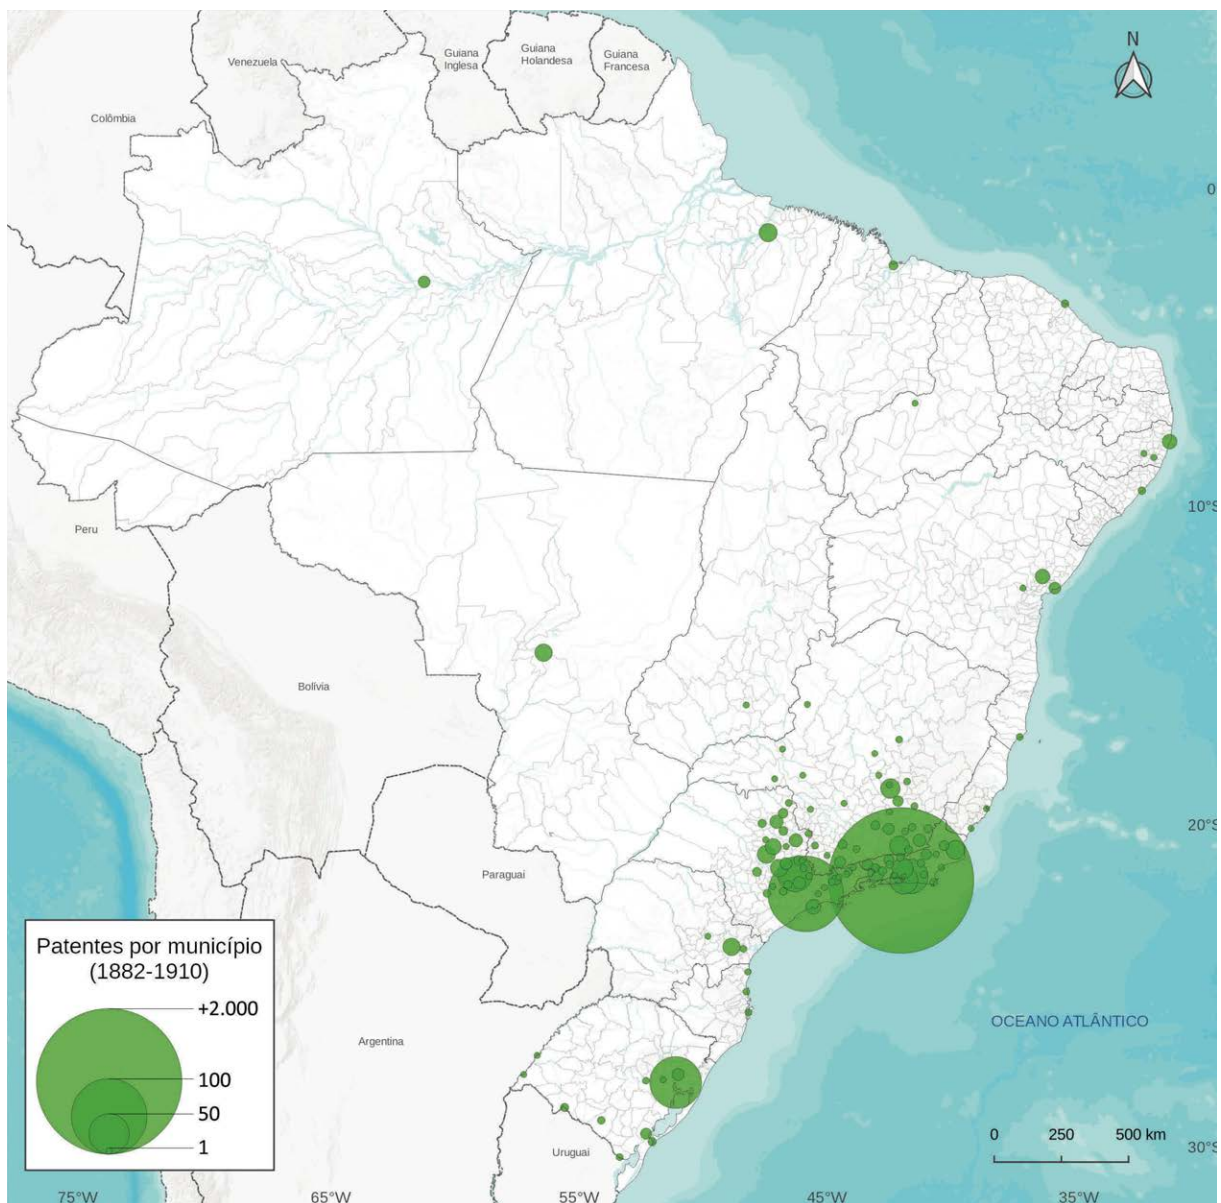 N
Venezuela
Guiana
Inglesa
Guiana
Holandesa
Guiana
Francesa
Colômbia
0
Peru
10°S
Bolívia
20°S
Paraguai
Patentes por município
(1882-1910)
+2.000
100
50
1
Argentina
OCEANO ATLÂNTICO
Uruguai
0 250 500 km
30°S
75°W 65°W 55°W 45°W 35°W